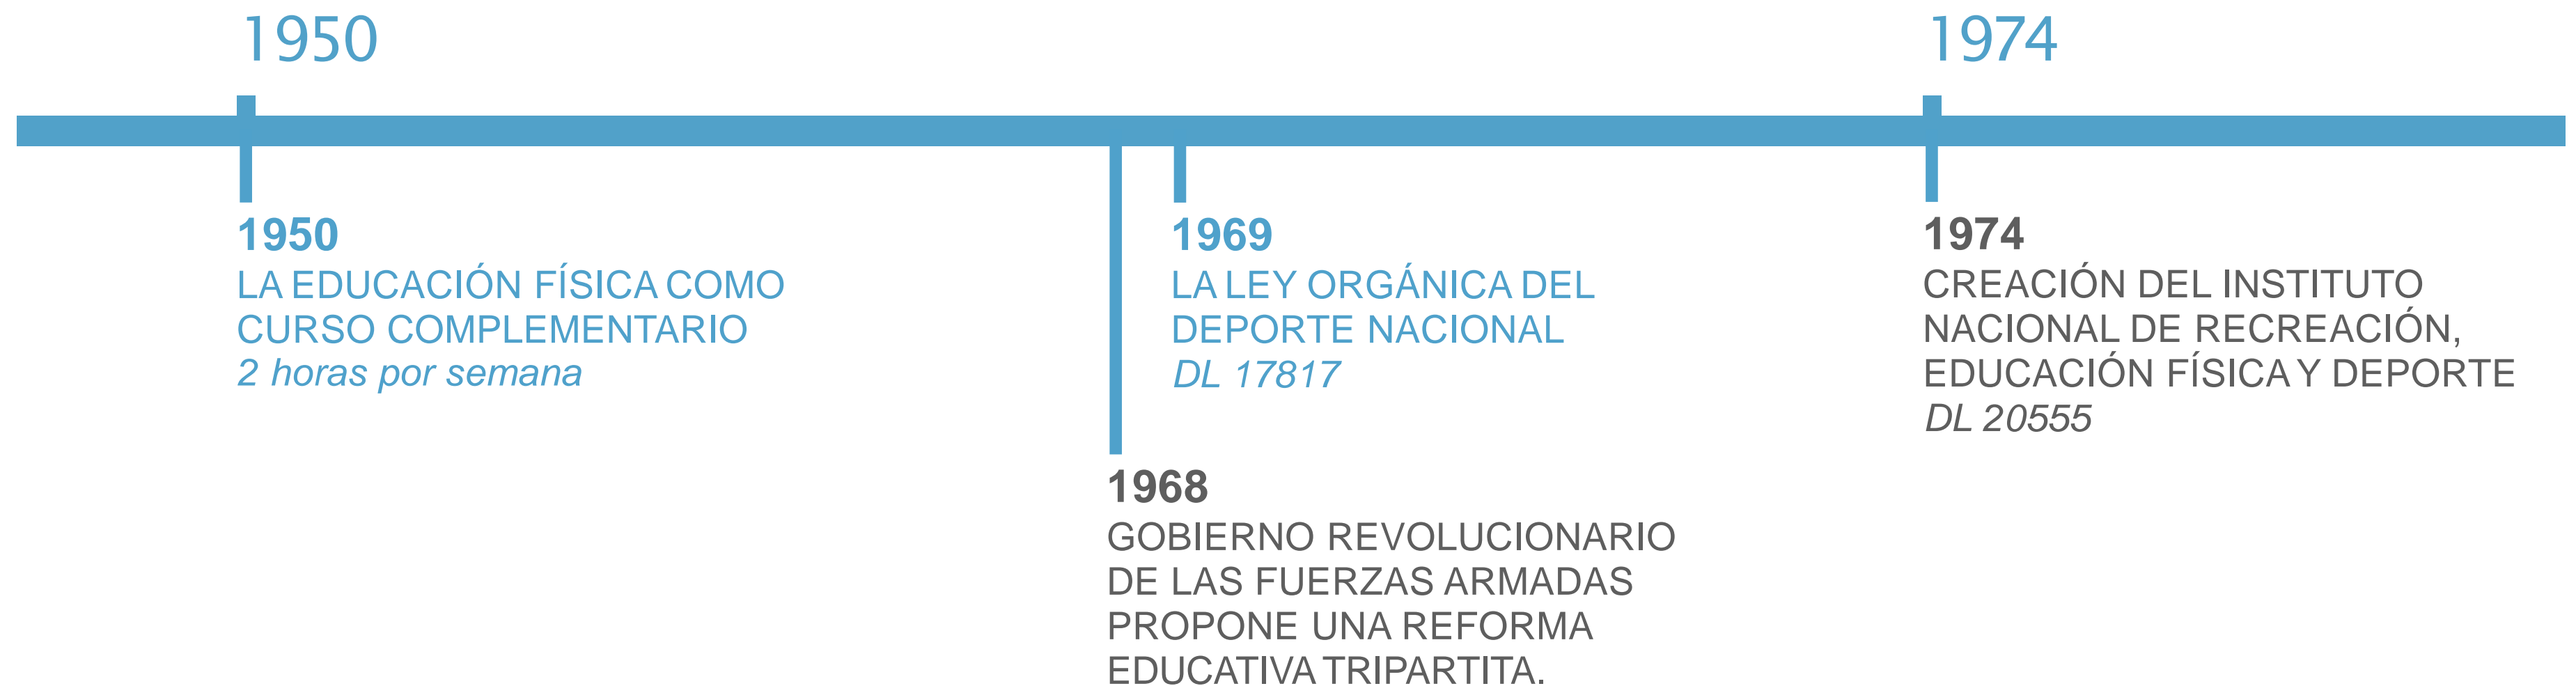 1950
1974
1950
LA EDUCACIÓN FÍSICA COMO
CURSO COMPLEMENTARIO
2 horas por semana
1969
LA LEY ORGÁNICA DEL
DEPORTE NACIONAL
DL 17817
1974
CREACIÓN DEL INSTITUTO
NACIONAL DE RECREACIÓN,
EDUCACIÓN FÍSICA Y DEPORTE
DL 20555
1968
GOBIERNO REVOLUCIONARIO
DE LAS FUERZAS ARMADAS
PROPONE UNA REFORMA
EDUCATIVA TRIPARTITA.